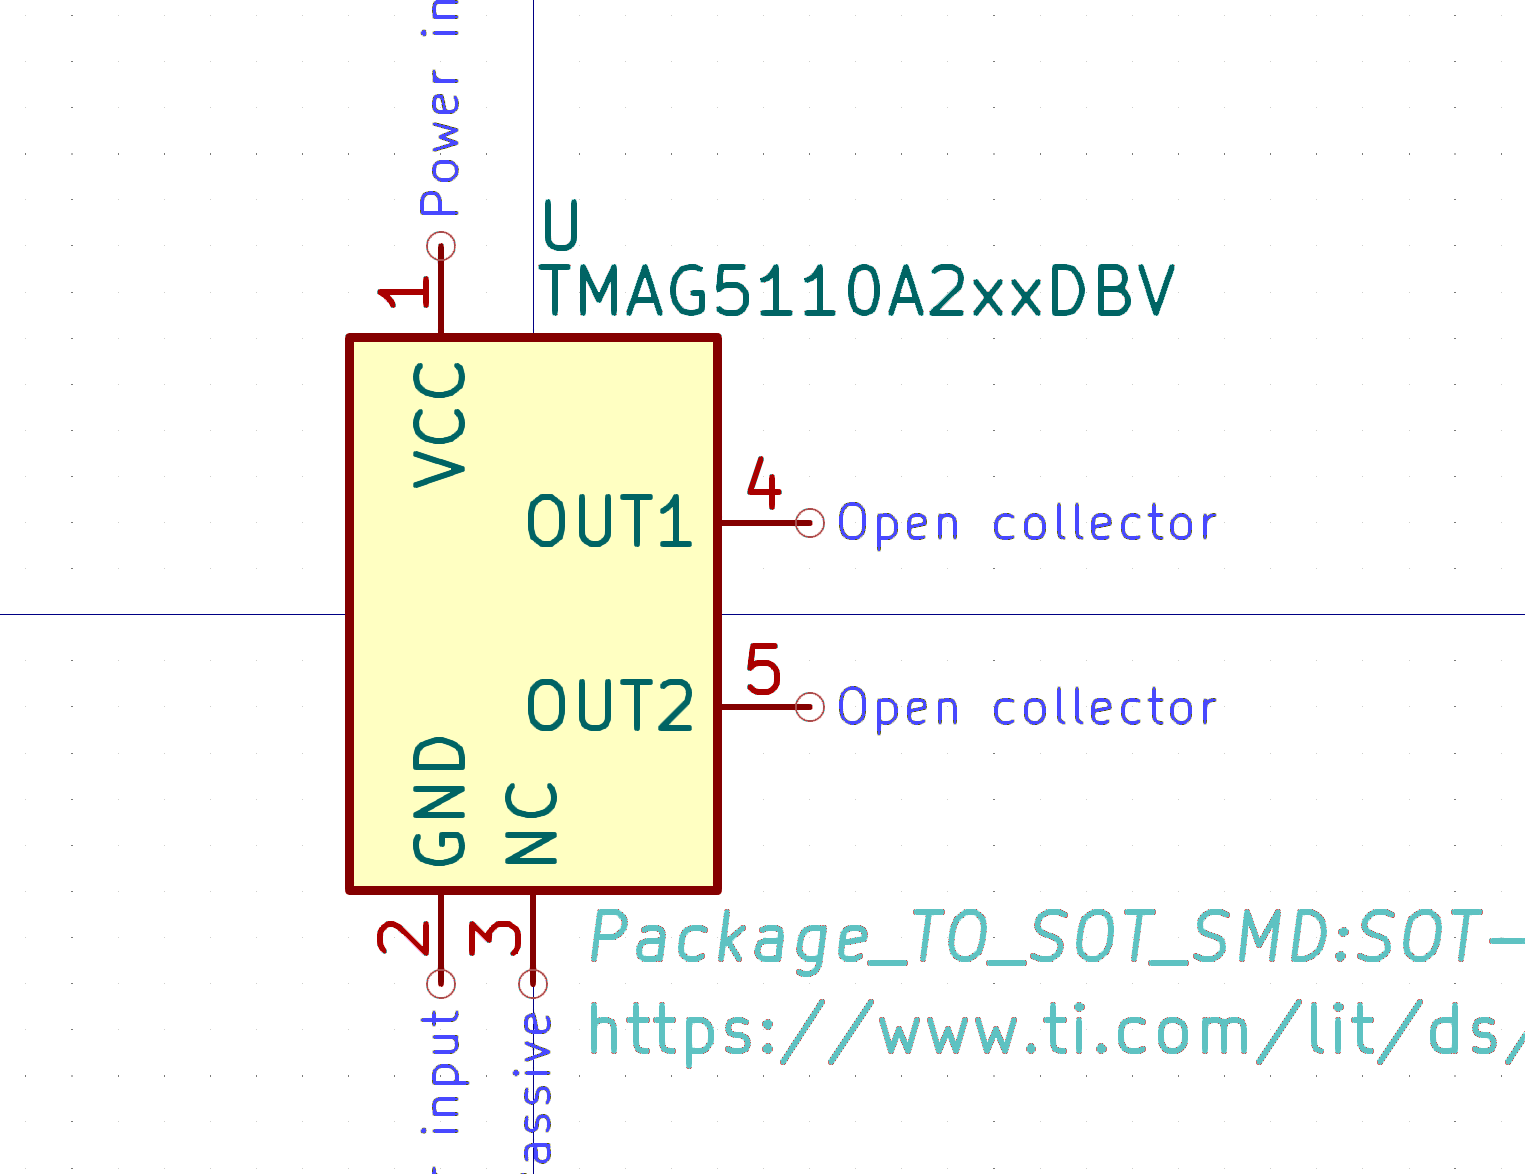 Power in
U
TMAG5110A2xxDBV
1
VCC
4
OUT1
Open collector
5
OUT2
Open collector
GND
NC
2
3
Package_TO_SOT_SMD:SOT-
https://www.ti.com/lit/ds/
input
assive